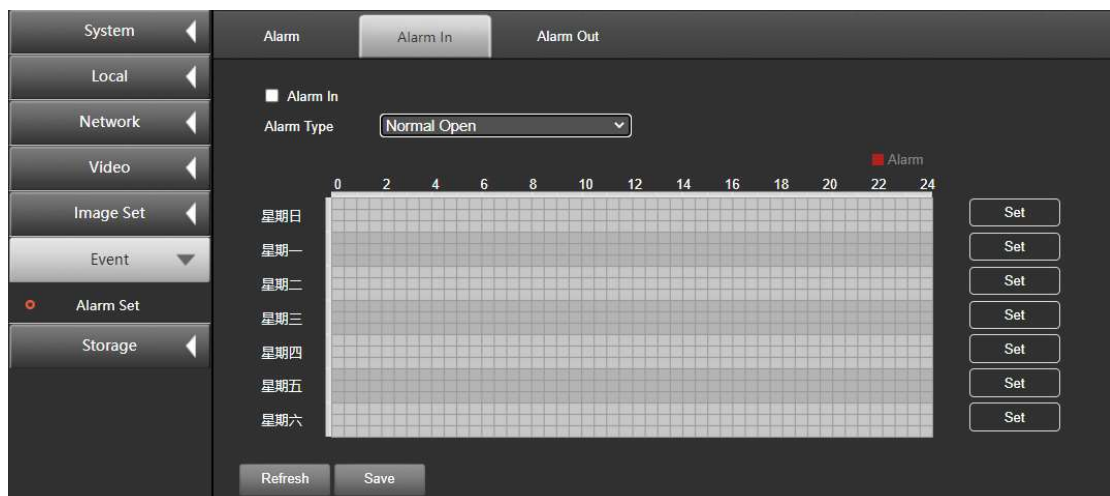 System
Local
Network
Video
Image Set
Event
Alarm Set
Storage
Alarm Alarm In Alarm Out
Alarm In
Alarm Type Normal Open
Alarm
0 2 4 6 8 10 12 14 16 18 20 22 24
星期日 Set
星期一 Set
星期二 Set
星期三 Set
星期四 Set
星期五 Set
星期六 Set
Refresh Save